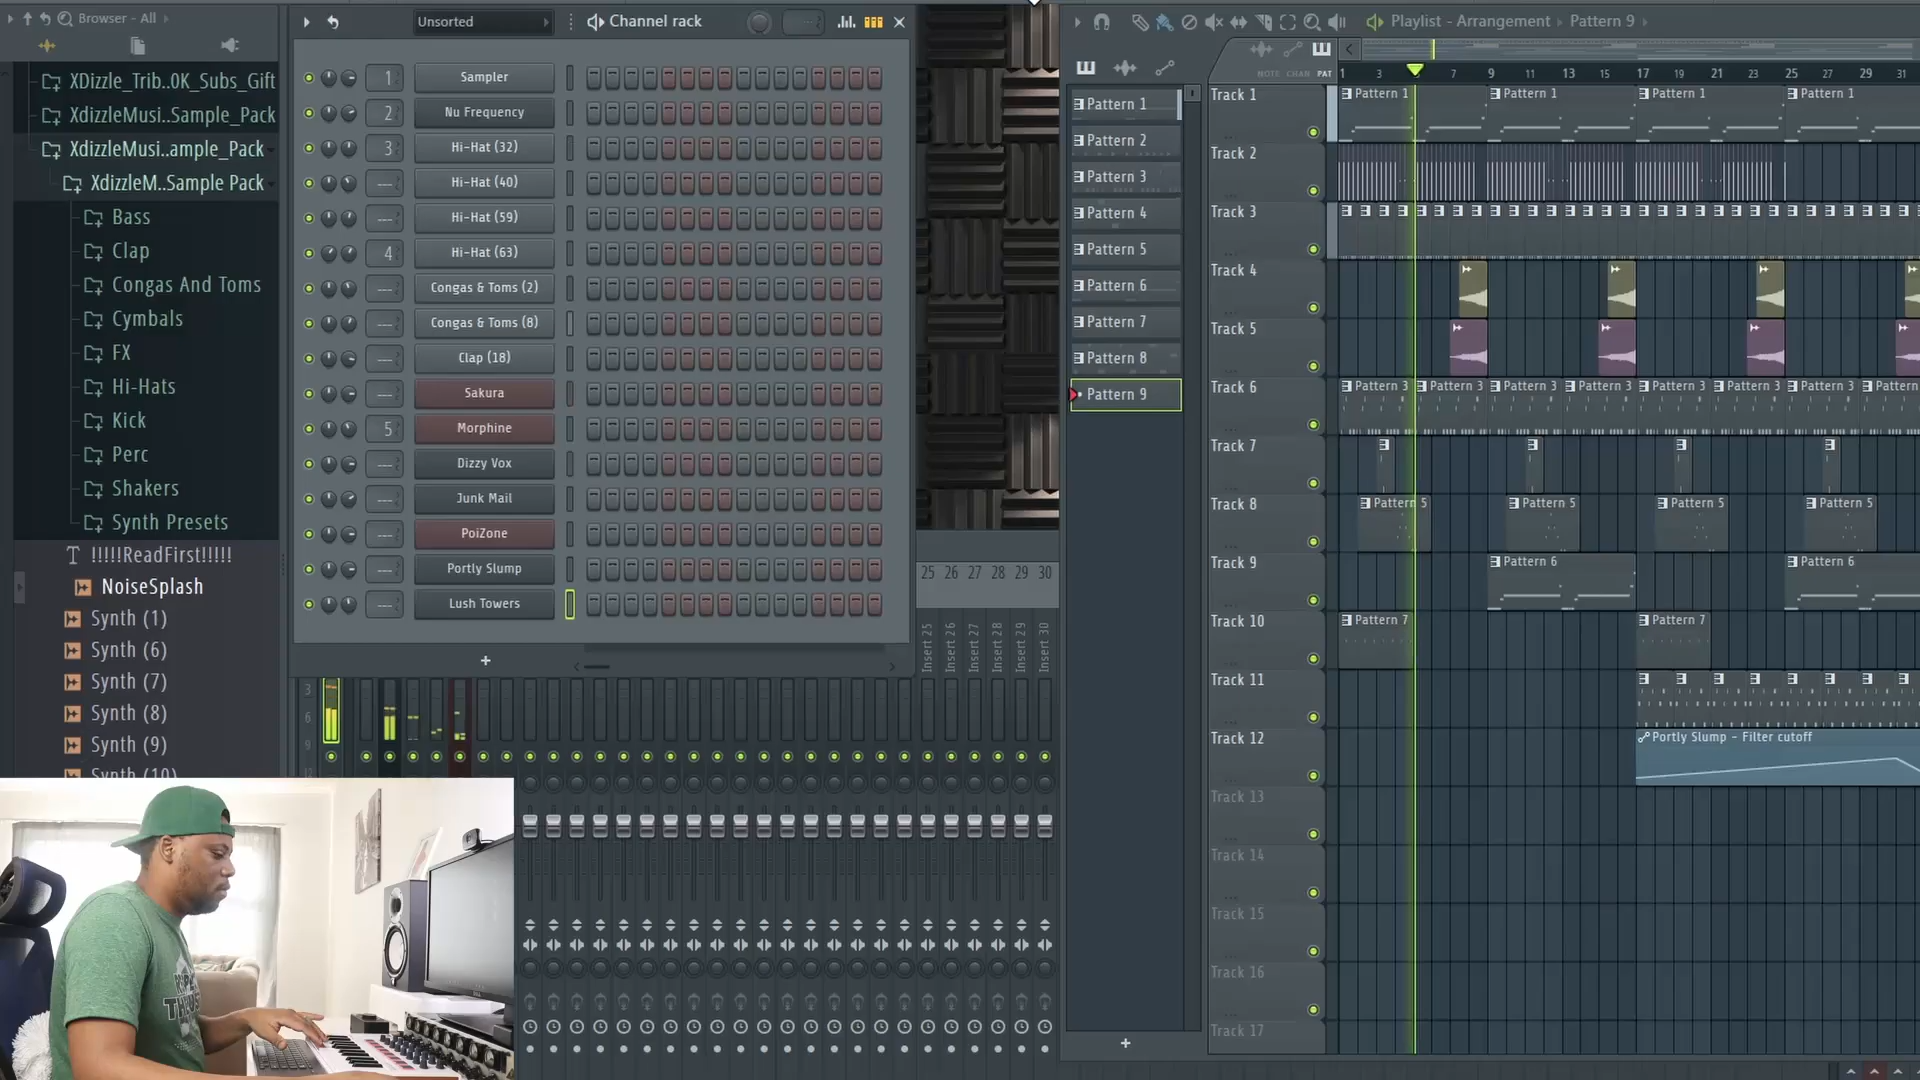 Browser - All
XDizzle_Trib..0K_Subs_Gift
XdizzleMusi..Sample_Pack
XdizzleMusi..ample_Pack
XdizzleM..Sample Pack
Bass
Clap
Congas And Toms
Cymbals
FX
Hi-Hats
Kick
Perc
Shakers
Synth Presets
!!!!!ReadFirst!!!!!
NoiseSplash
Synth (1)
Synth (6)
Synth (7)
Synth (8)
Synth (9)
Synth (10)
Unsorted
Channel rack
1 Sampler
2 Nu Frequency
3 Hi-Hat (32)
--- Hi-Hat (40)
--- Hi-Hat (59)
4 Hi-Hat (63)
--- Congas & Toms (2)
--- Congas & Toms (8)
--- Clap (18)
--- Sakura
5 Morphine
--- Dizzy Vox
--- Junk Mail
--- PoiZone
--- Portly Slump
--- Lush Towers
+
25 26 27 28 29 30
Insert 25
Insert 26
Insert 27
Insert 28
Insert 29
Insert 30
3
6
9
Playlist - Arrangement
Pattern 9
Pattern 1
Pattern 2
Pattern 3
Pattern 4
Pattern 5
Pattern 6
Pattern 7
Pattern 8
Pattern 9
+
NOTE CHAN PAT
1 3 7 9 11 13 15 17 19 21 23 25 27 29 31
Track 1
Pattern 1 Pattern 1 Pattern 1 Pattern 1
Track 2
Track 3
Track 4
Track 5
Track 6
Pattern 3 Pattern 3 Pattern 3 Pattern 3 Pattern 3 Pattern 3 Pattern 3 Pattern
Track 7
Track 8
Pattern 5 Pattern 5 Pattern 5 Pattern 5
Track 9
Pattern 6 Pattern 6
Track 10
Pattern 7 Pattern 7
Track 11
Track 12
Portly Slump - Filter cutoff
Track 13
Track 14
Track 15
Track 16
Track 17